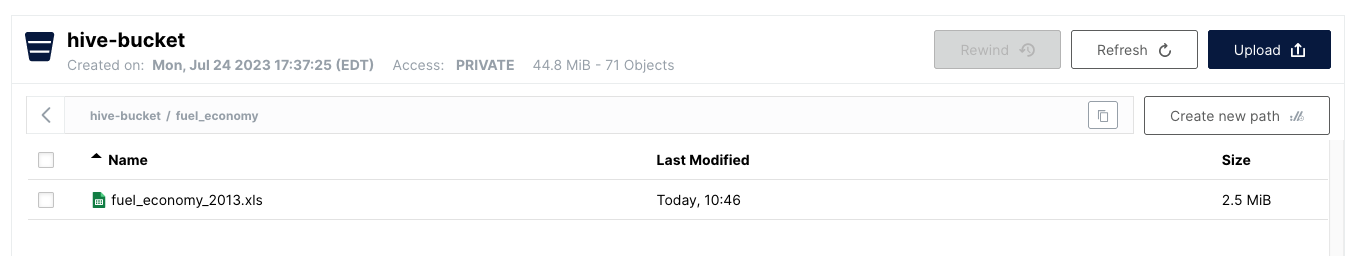 hive-bucket
Created on: Mon, Jul 24 2023 17:37:25 (EDT) Access: PRIVATE 44.8 MiB - 71 Objects
Rewind Refresh Upload
hive-bucket / fuel_economy
Create new path
Name Last Modified Size
fuel_economy_2013.xls Today, 10:46 2.5 MiB